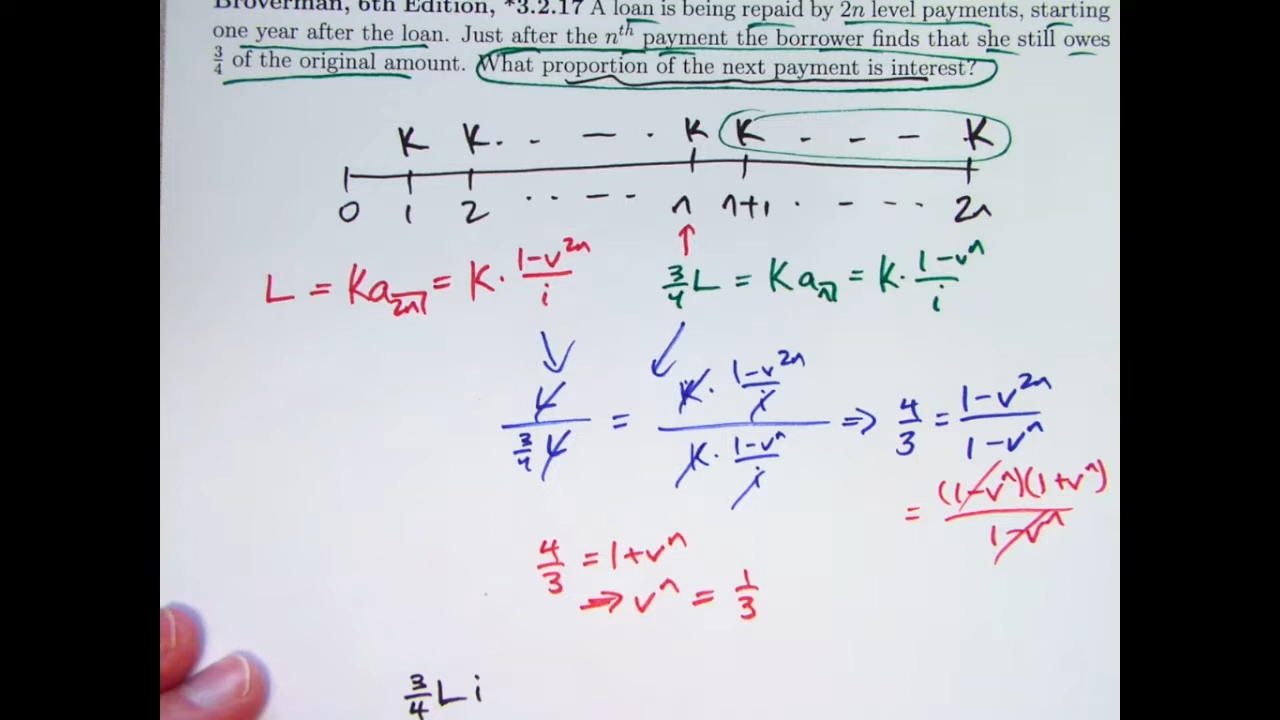 Broverman, 6th Edition, *3.2.17 A loan is being repaid by 2n level payments, starting
one year after the loan. Just after the nth payment the borrower finds that she still owes
3/4 of the original amount. What proportion of the next payment is interest?
K K . . — . K K . — — K
0 1 2 . . — - n n+1 . - — . . 2n
L = K a_2n⌉ = K · (1-v^2n)/i 3/4 L = K a_n⌉ = K · (1-v^n)/i
L / (3/4 L) = (K · (1-v^2n)/i) / (K · (1-v^n)/i) ⇒ 4/3 = (1-v^2n)/(1-v^n)
= (1-v^n)(1+v^n)/(1-v^n)
4/3 = 1+v^n
⇒ v^n = 1/3
3/4 L i